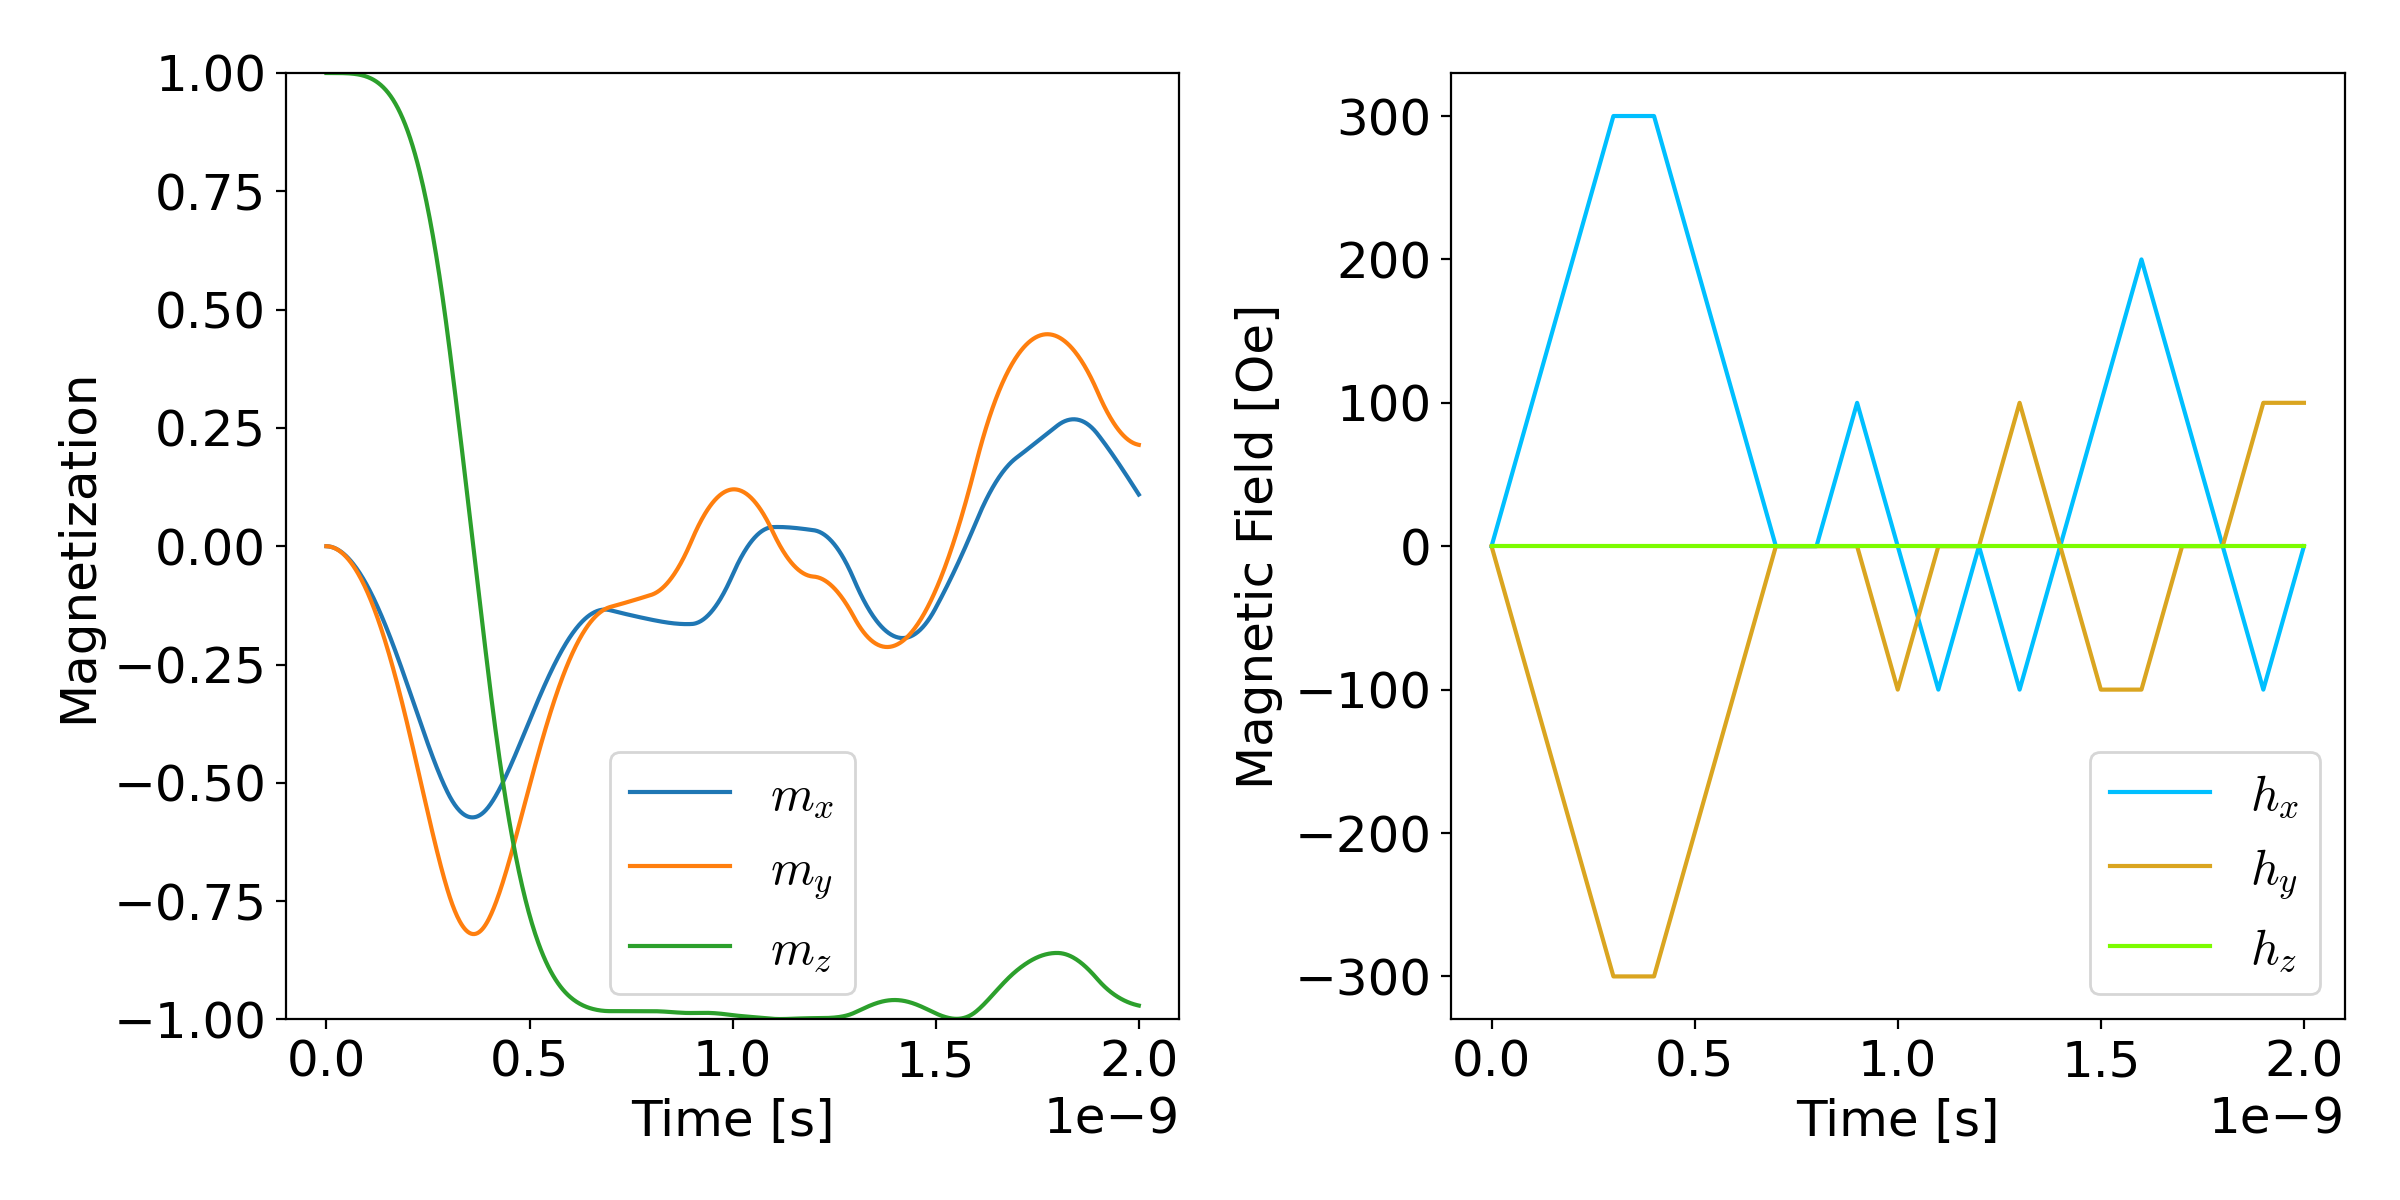 Magnetization
1.00
0.75
0.50
0.25
0.00
−0.25
−0.50
−0.75
−1.00
0.0 0.5 1.0 1.5 2.0
Time [s]
1e−9
m_x
m_y
m_z
Magnetic Field [Oe]
300
200
100
0
−100
−200
−300
0.0 0.5 1.0 1.5 2.0
Time [s]
1e−9
h_x
h_y
h_z